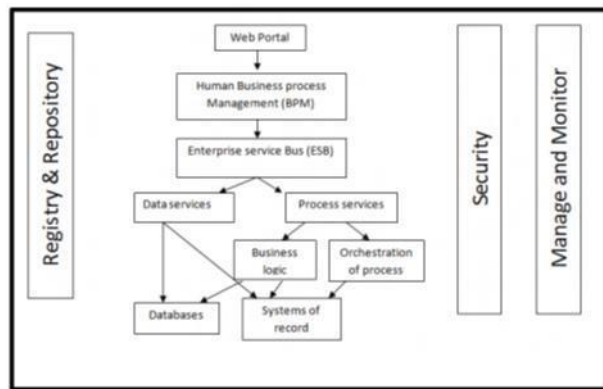 Registry & Repository
Web Portal
Human Business process
Management (BPM)
Enterprise service Bus (ESB)
Data services
Process services
Business
logic
Orchestration
of process
Databases
Systems of
record
Security
Manage and Monitor